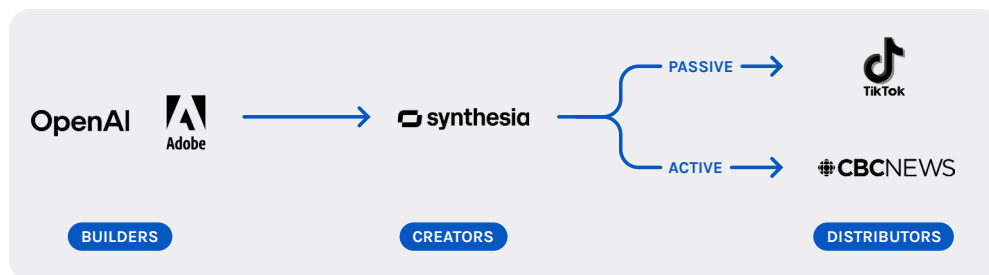 OpenAI
Adobe
synthesia
PASSIVE
TikTok
ACTIVE
CBCNEWS
BUILDERS
CREATORS
DISTRIBUTORS